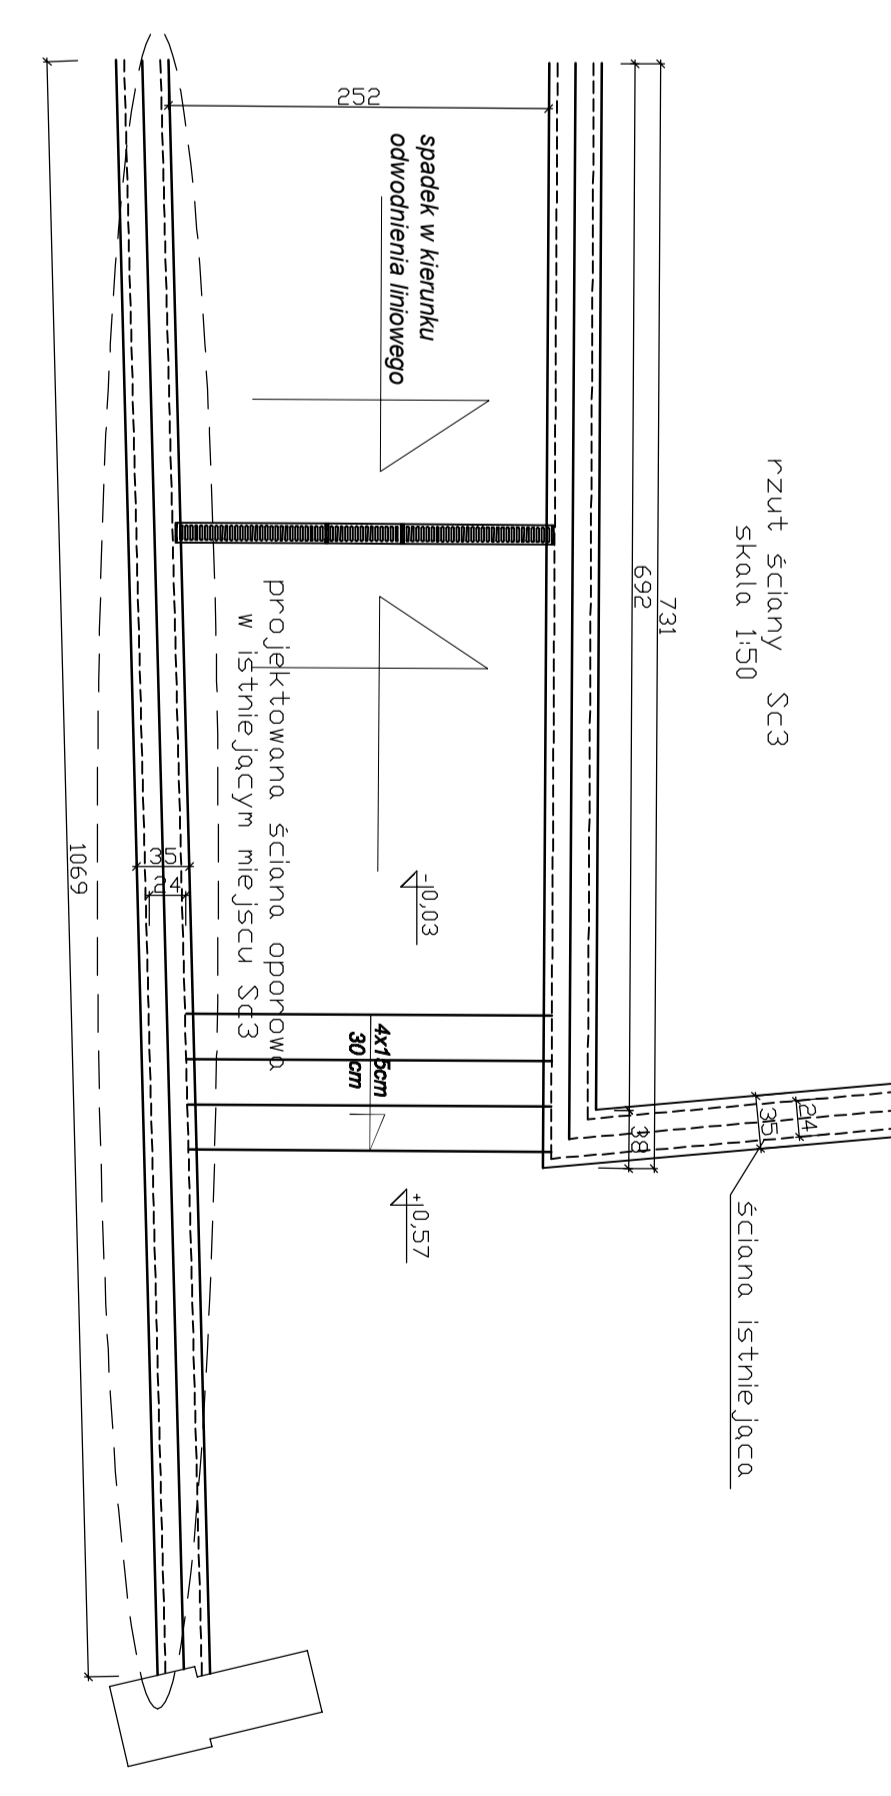 rzut ściany Sc3
skala 1:50
731
692
252
spadek w kierunku
odwodnienia liniowego
projektowana ściana oporowa
w istniejącym miejscu Sc3
1069
35
24
-0,03
4x15cm
30cm
+0,57
38
24
35
ściana istniejąca